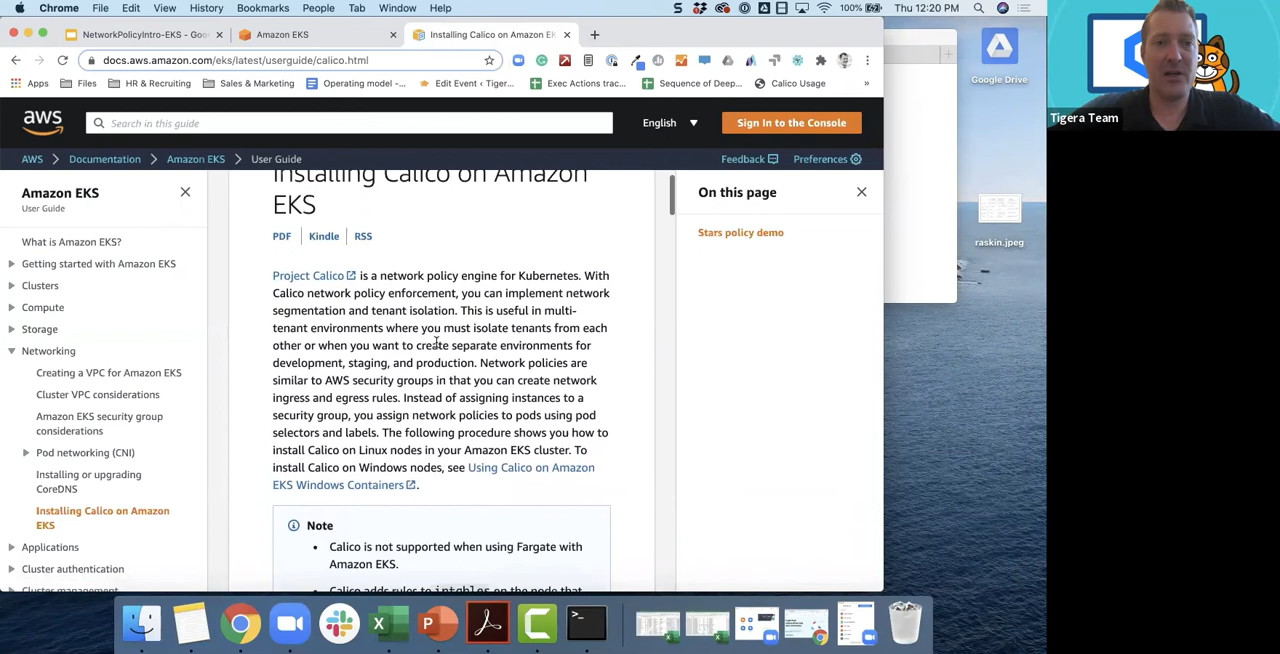 Chrome File Edit View History Bookmarks People Tab Window Help
100% Thu 12:20 PM
NetworkPolicyIntro-EKS - Goo
Amazon EKS
Installing Calico on Amazon EK
docs.aws.amazon.com/eks/latest/userguide/calico.html
Apps Files HR & Recruiting Sales & Marketing Operating model -... Edit Event < Tiger... Exec Actions trac... Sequence of Deep... Calico Usage
aws
Search in this guide
English
Sign In to the Console
AWS Documentation Amazon EKS User Guide
Feedback Preferences
Amazon EKS
User Guide
What is Amazon EKS?
Getting started with Amazon EKS
Clusters
Compute
Storage
Networking
Creating a VPC for Amazon EKS
Cluster VPC considerations
Amazon EKS security group
considerations
Pod networking (CNI)
Installing or upgrading
CoreDNS
Installing Calico on Amazon
EKS
Applications
Cluster authentication
Cluster management
Installing Calico on Amazon
EKS
PDF Kindle RSS
Project Calico is a network policy engine for Kubernetes. With
Calico network policy enforcement, you can implement network
segmentation and tenant isolation. This is useful in multi-
tenant environments where you must isolate tenants from each
other or when you want to create separate environments for
development, staging, and production. Network policies are
similar to AWS security groups in that you can create network
ingress and egress rules. Instead of assigning instances to a
security group, you assign network policies to pods using pod
selectors and labels. The following procedure shows you how to
install Calico on Linux nodes in your Amazon EKS cluster. To
install Calico on Windows nodes, see Using Calico on Amazon
EKS Windows Containers.
Note
• Calico is not supported when using Fargate with
Amazon EKS.
• Calico adds rules to iptables on the node that
On this page
Stars policy demo
Google Drive
raskin.jpeg
Tigera Team